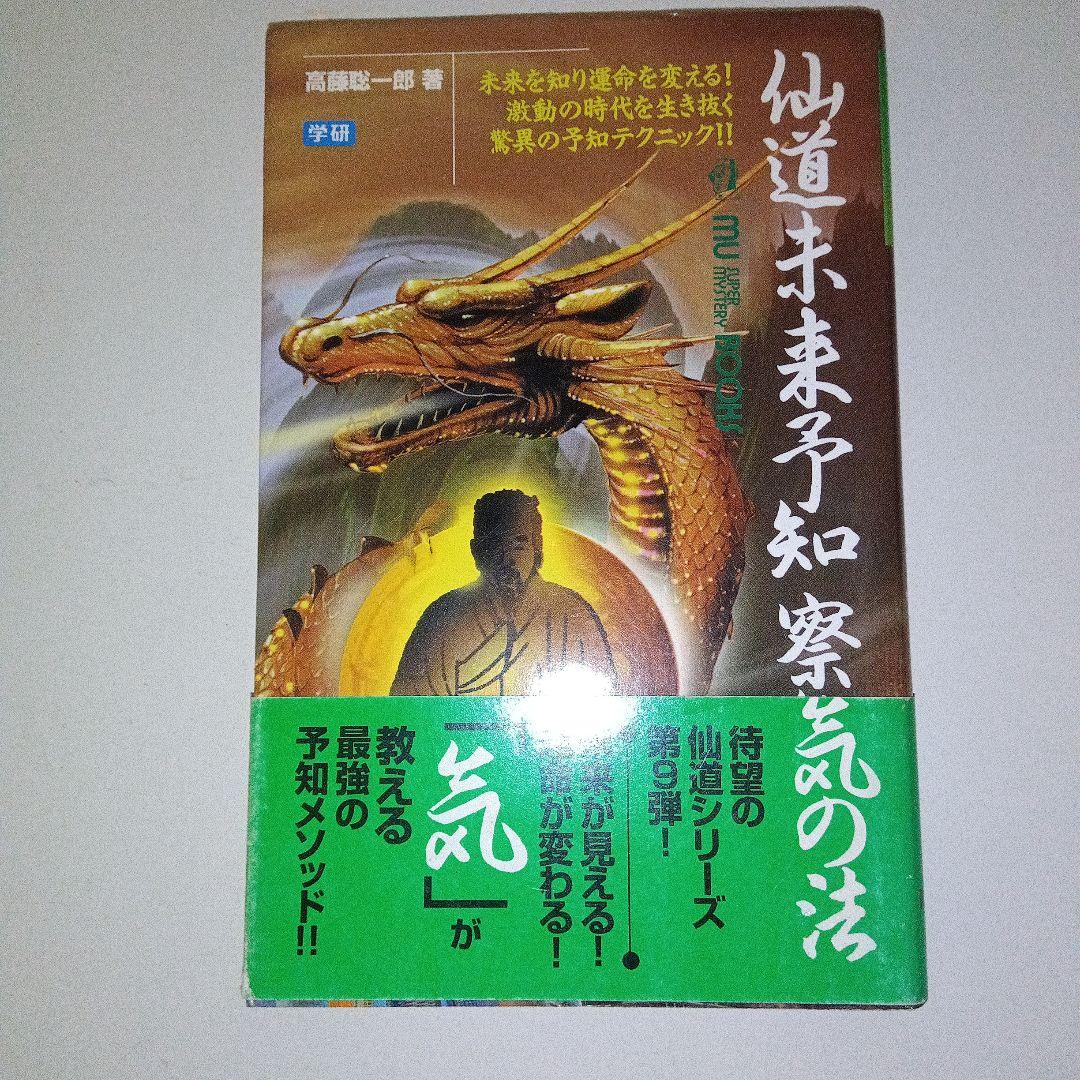 仙道未来予知 察気の法
未来を知り運命を変える!
激動の時代を生き抜く
驚異の予知テクニック!!
高藤聡一郎 著
学研
MU SUPER MYSTERY BOOKS
待望の
仙道シリーズ
第9弾!
来が見える!
命が変わる!
「気」が
教える
最強の
予知メソッド!!